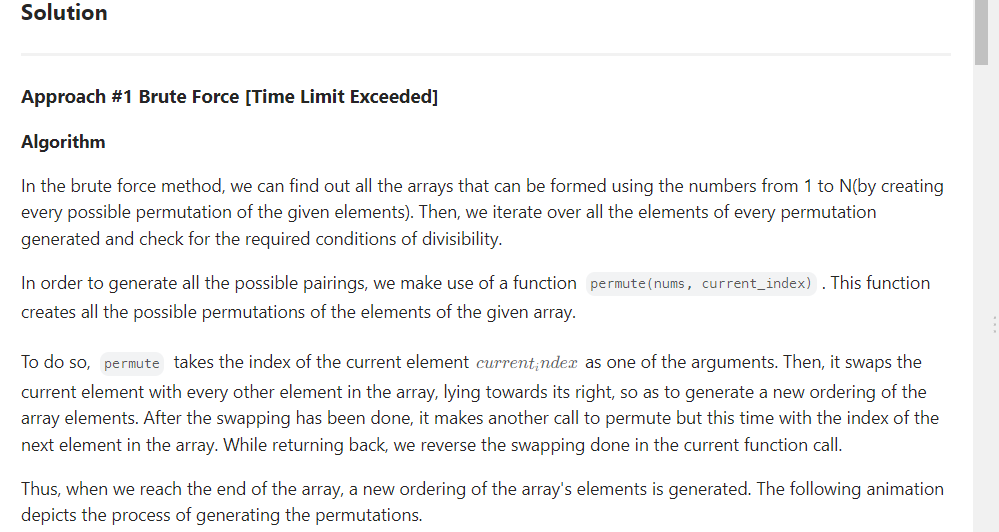 Solution
Approach #1 Brute Force [Time Limit Exceeded]
Algorithm
In the brute force method, we can find out all the arrays that can be formed using the numbers from 1 to N(by creating
every possible permutation of the given elements). Then, we iterate over all the elements of every permutation
generated and check for the required conditions of divisibility.
In order to generate all the possible pairings, we make use of a function permute(nums, current_index) . This function
creates all the possible permutations of the elements of the given array.
To do so, permute takes the index of the current element current_index as one of the arguments. Then, it swaps the
current element with every other element in the array, lying towards its right, so as to generate a new ordering of the
array elements. After the swapping has been done, it makes another call to permute but this time with the index of the
next element in the array. While returning back, we reverse the swapping done in the current function call.
Thus, when we reach the end of the array, a new ordering of the array's elements is generated. The following animation
depicts the process of generating the permutations.